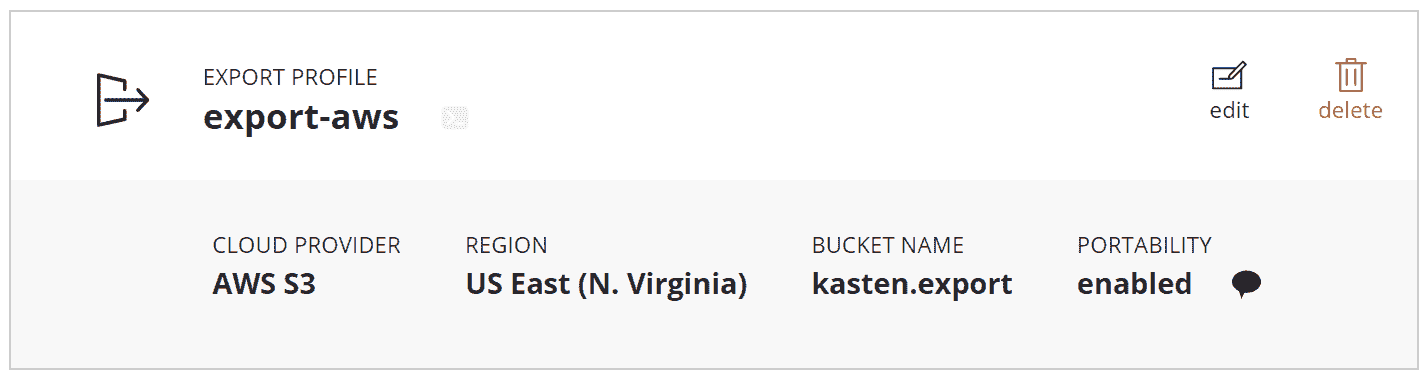 EXPORT PROFILE
export-aws
edit
delete
CLOUD PROVIDER REGION BUCKET NAME PORTABILITY
AWS S3 US East (N. Virginia) kasten.export enabled